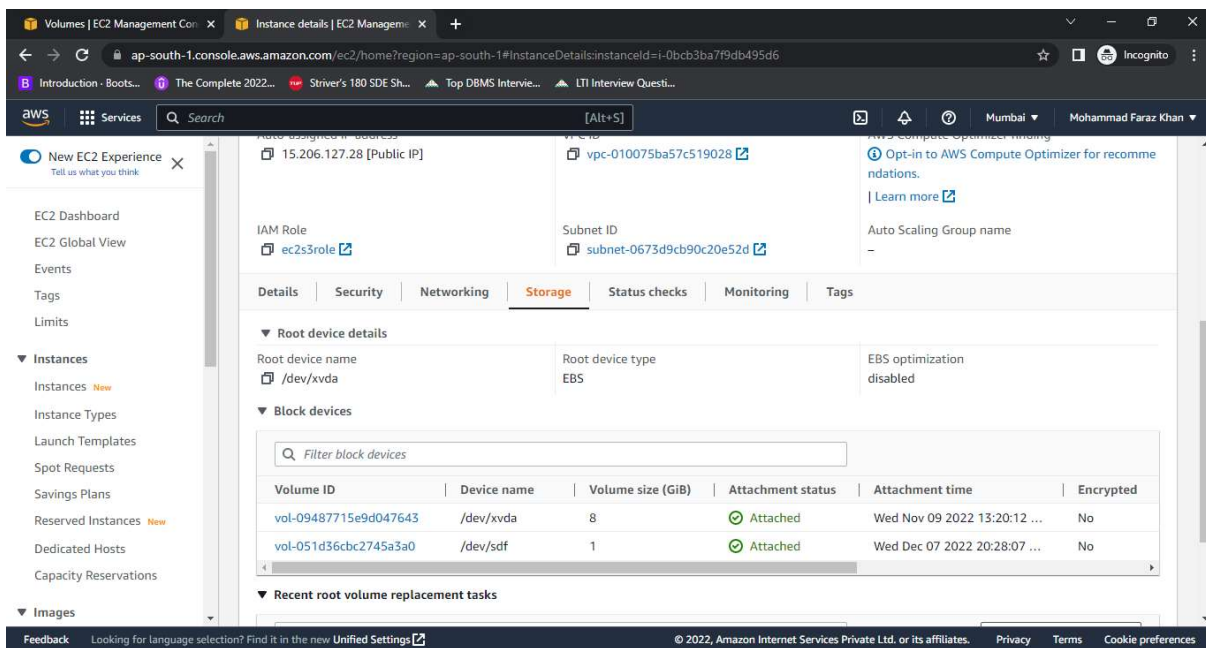 Volumes | EC2 Management Con
Instance details | EC2 Manageme
ap-south-1.console.aws.amazon.com/ec2/home?region=ap-south-1#InstanceDetails:instanceId=i-0bcb3ba7f9db495d6
Incognito
B Introduction - Boots...
The Complete 2022...
Striver's 180 SDE Sh...
Top DBMS Intervie...
LTI Interview Questi...
aws
Services
Search
[Alt+S]
Mumbai
Mohammad Faraz Khan
New EC2 Experience
Tell us what you think
EC2 Dashboard
EC2 Global View
Events
Tags
Limits
Instances
Instances New
Instance Types
Launch Templates
Spot Requests
Savings Plans
Reserved Instances New
Dedicated Hosts
Capacity Reservations
Images
Auto-assigned IP address
15.206.127.28 [Public IP]
VPC ID
vpc-010075ba57c519028
AWS Compute Optimizer finding
Opt-in to AWS Compute Optimizer for recomme
ndations.
| Learn more
IAM Role
ec2s3role
Subnet ID
subnet-0673d9cb90c20e52d
Auto Scaling Group name
–
Details
Security
Networking
Storage
Status checks
Monitoring
Tags
Root device details
Root device name
/dev/xvda
Root device type
EBS
EBS optimization
disabled
Block devices
Filter block devices
Volume ID | Device name | Volume size (GiB) | Attachment status | Attachment time | Encrypted
vol-09487715e9d047643 /dev/xvda 8 Attached Wed Nov 09 2022 13:20:12 ... No
vol-051d36cbc2745a3a0 /dev/sdf 1 Attached Wed Dec 07 2022 20:28:07 ... No
Recent root volume replacement tasks
Feedback
Looking for language selection? Find it in the new Unified Settings
© 2022, Amazon Internet Services Private Ltd. or its affiliates.
Privacy
Terms
Cookie preferences